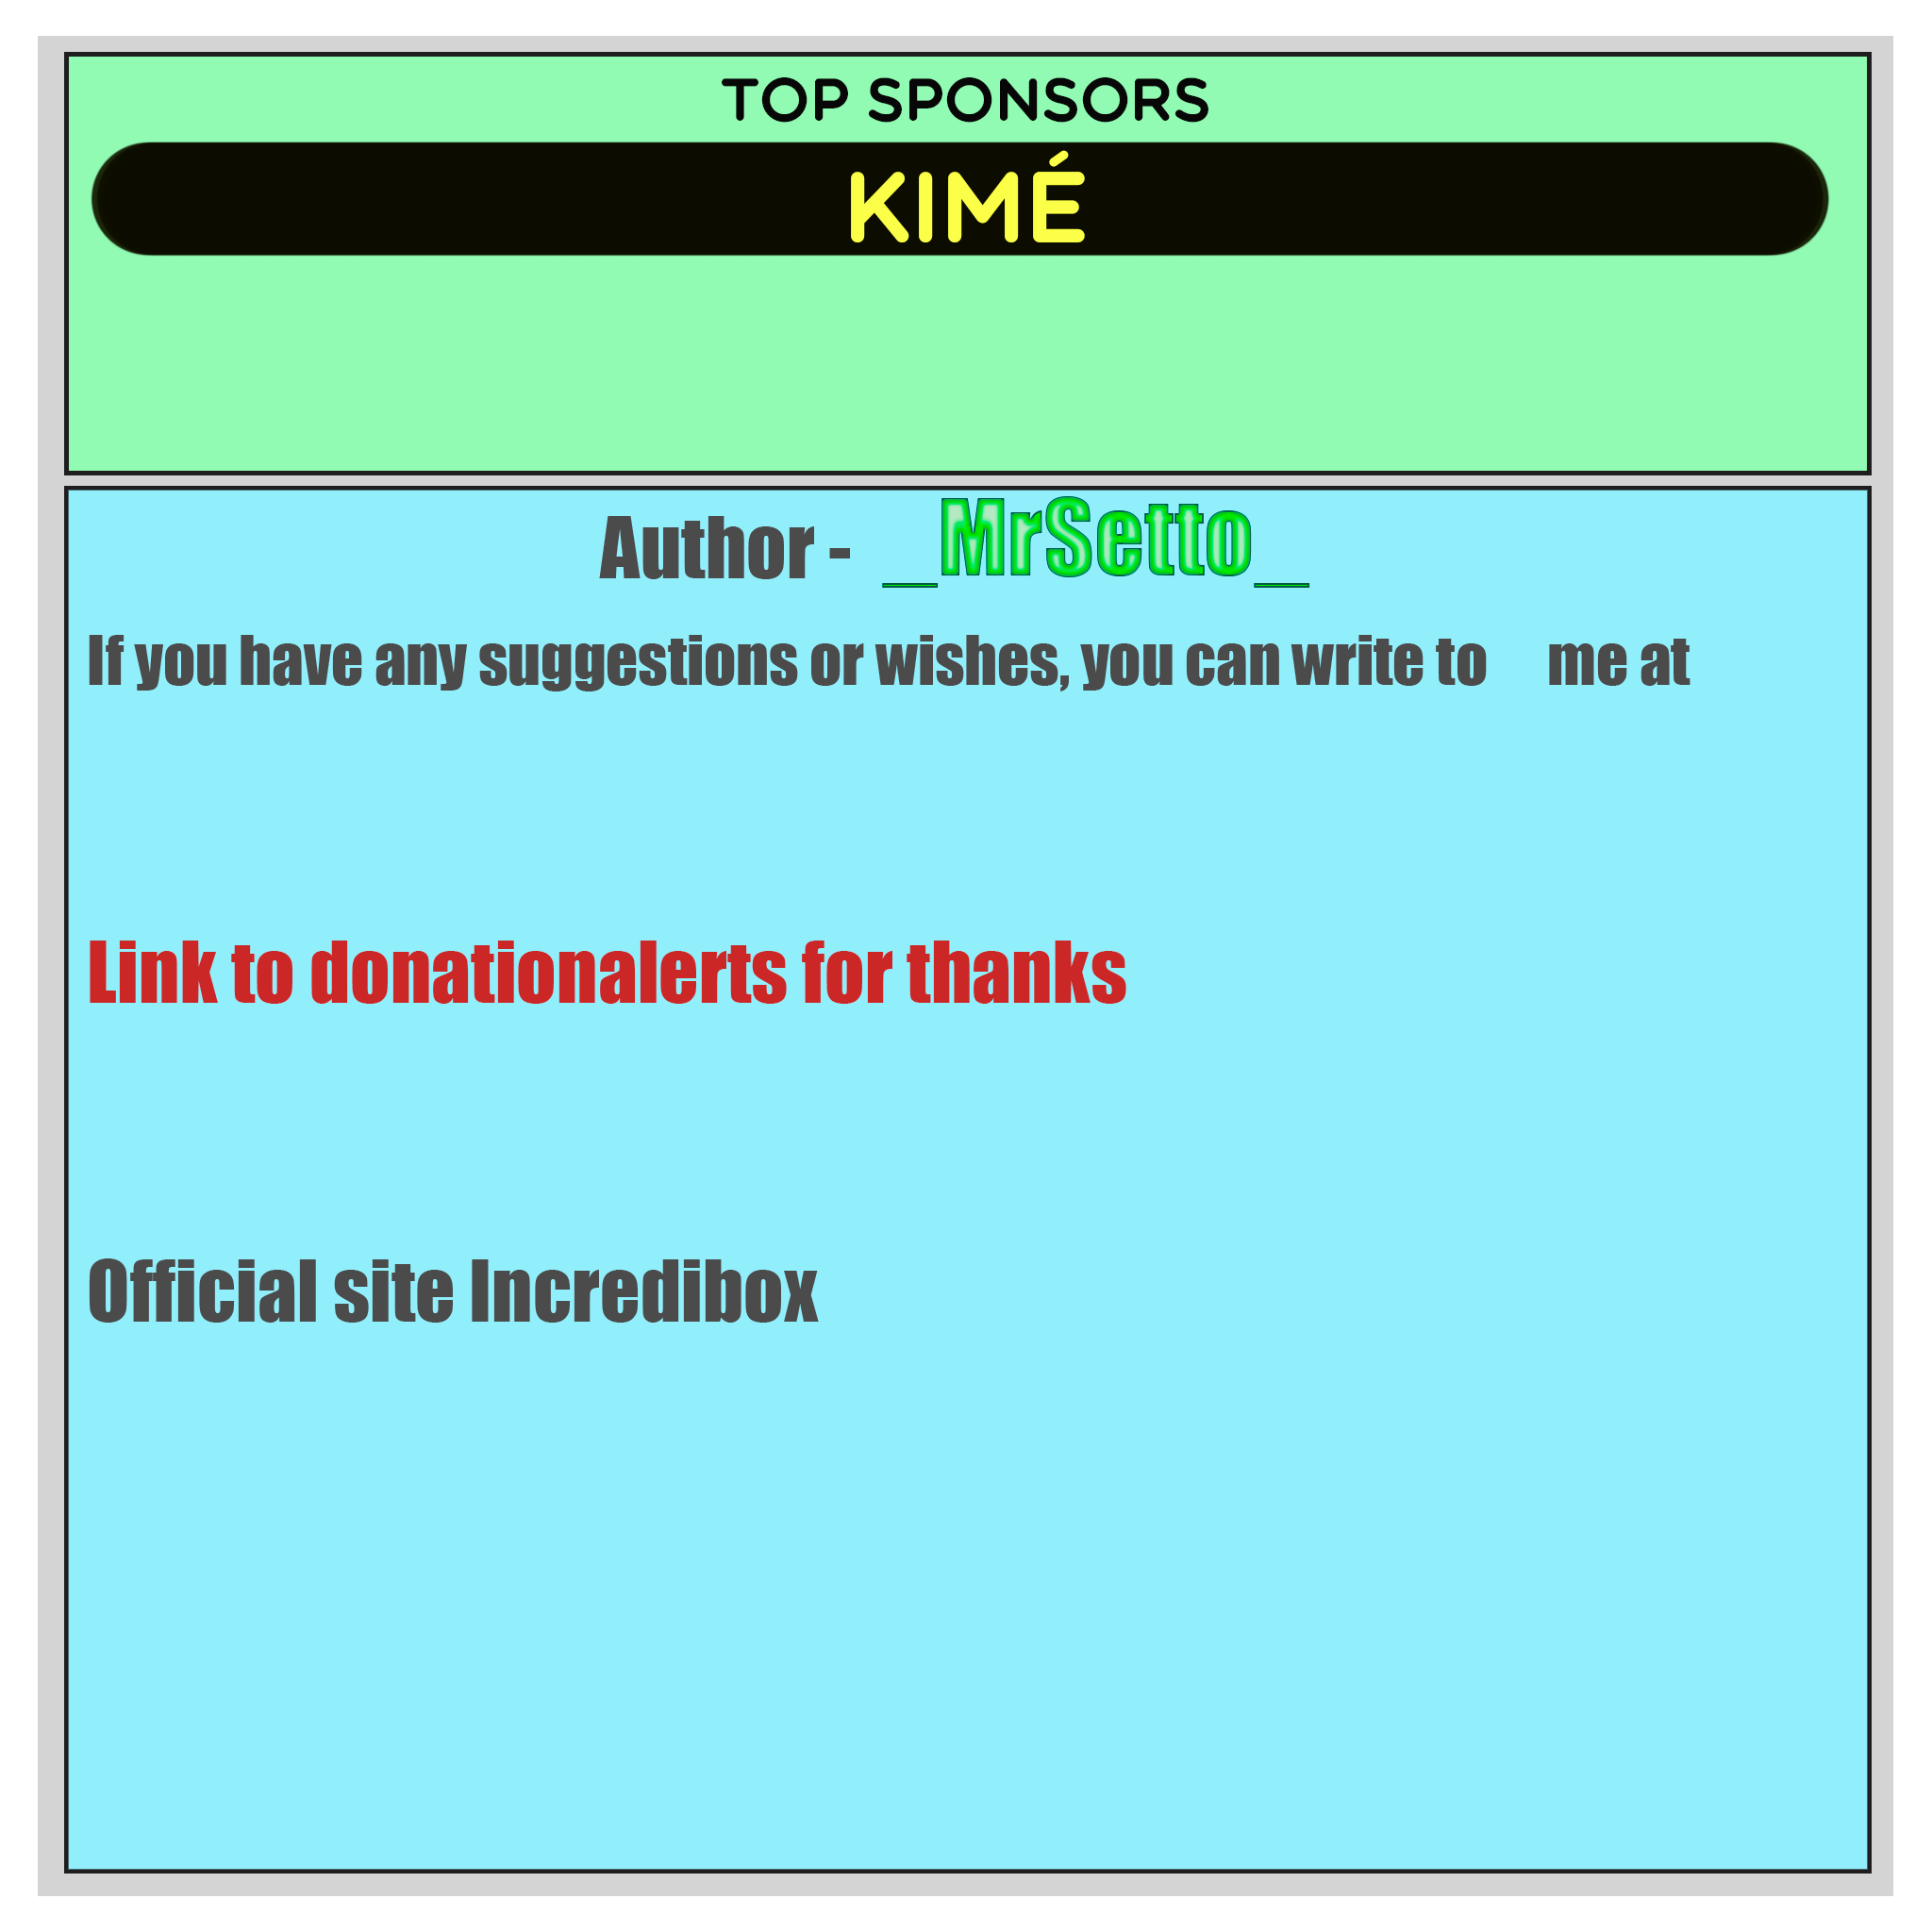 TOP SPONSORS
KIMÉ
Author - _MrSetto_
If you have any suggestions or wishes, you can write to me at
Link to donationalerts for thanks
Official site Incredibox